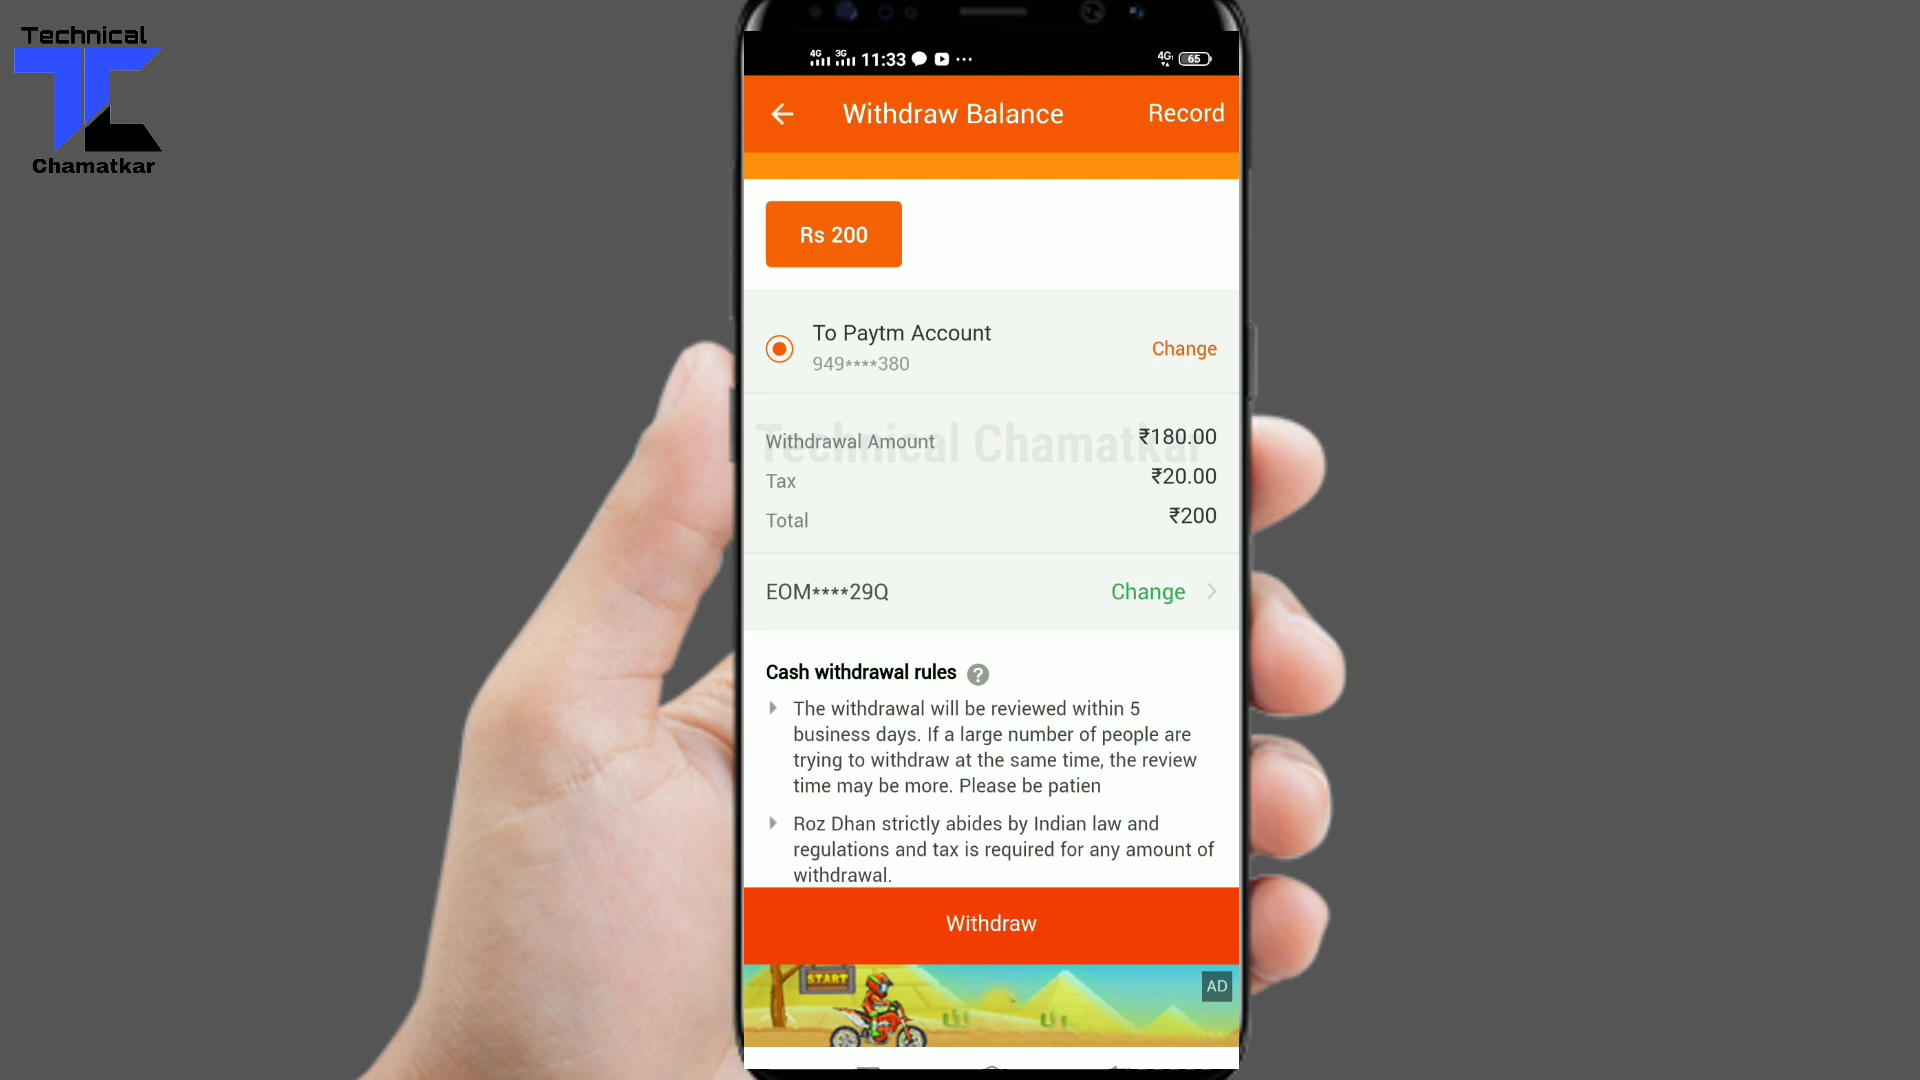 Technical
Chamatkar
4G 3G 11:33 ... 4G 65
Withdraw Balance
Record
Rs 200
To Paytm Account
949****380
Change
Technical Chamatkar
Withdrawal Amount ₹180.00
Tax ₹20.00
Total ₹200
EOM****29Q
Change
Cash withdrawal rules ?
The withdrawal will be reviewed within 5
business days. If a large number of people are
trying to withdraw at the same time, the review
time may be more. Please be patien
Roz Dhan strictly abides by Indian law and
regulations and tax is required for any amount of
withdrawal.
Withdraw
START
AD